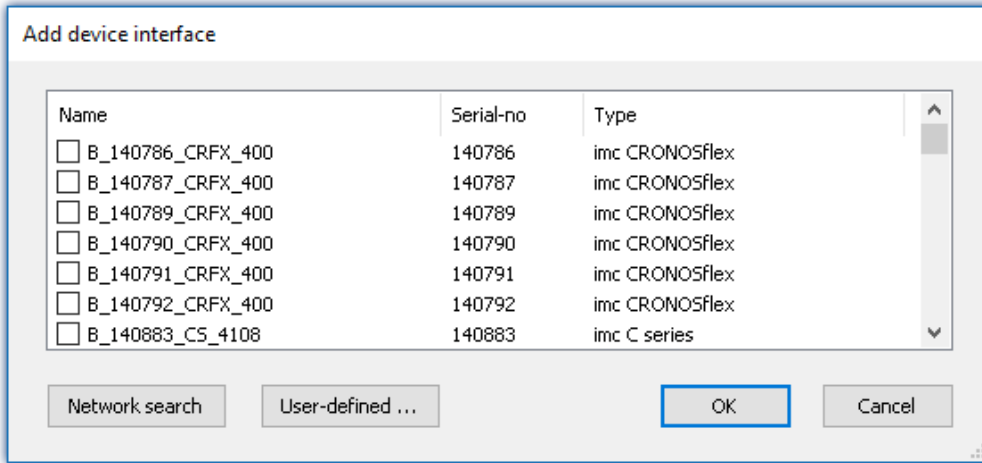 Add device interface
Name Serial-no Type
B_140786_CRFX_400 140786 imc CRONOSflex
B_140787_CRFX_400 140787 imc CRONOSflex
B_140789_CRFX_400 140789 imc CRONOSflex
B_140790_CRFX_400 140790 imc CRONOSflex
B_140791_CRFX_400 140791 imc CRONOSflex
B_140792_CRFX_400 140792 imc CRONOSflex
B_140883_CS_4108 140883 imc C series
Network search User-defined ... OK Cancel